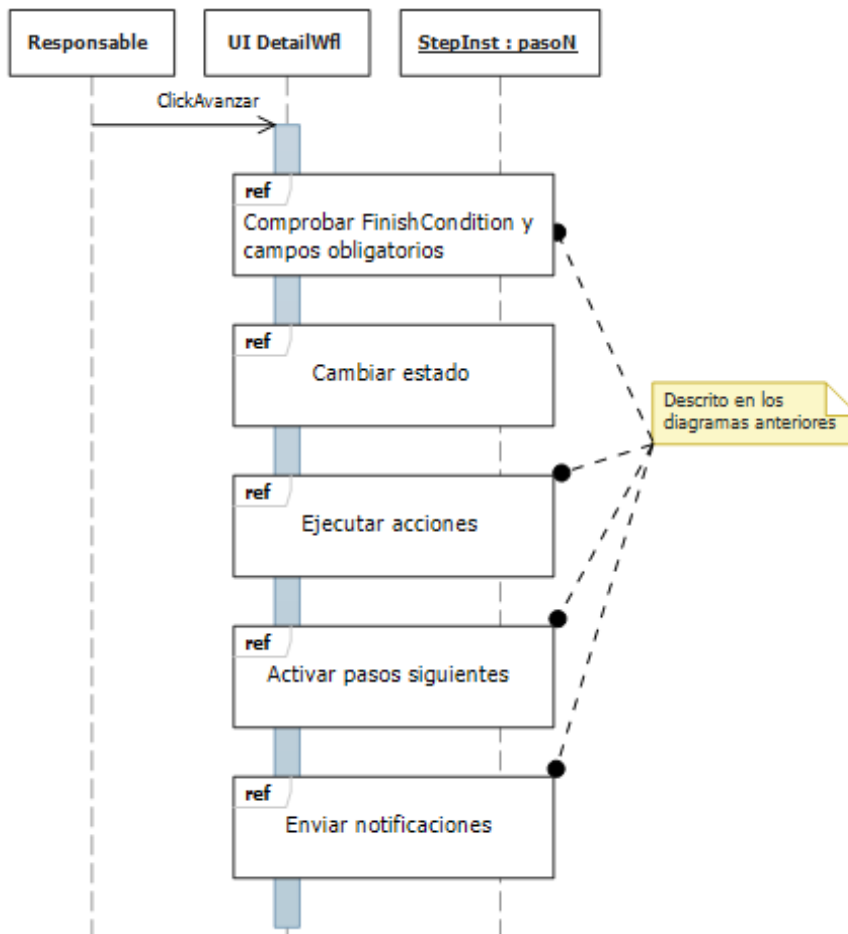 Responsable
UI DetailWfl
StepInst : pasoN
ClickAvanzar
ref
Comprobar FinishCondition y
campos obligatorios
ref
Cambiar estado
Descrito en los
diagramas anteriores
ref
Ejecutar acciones
ref
Activar pasos siguientes
ref
Enviar notificaciones